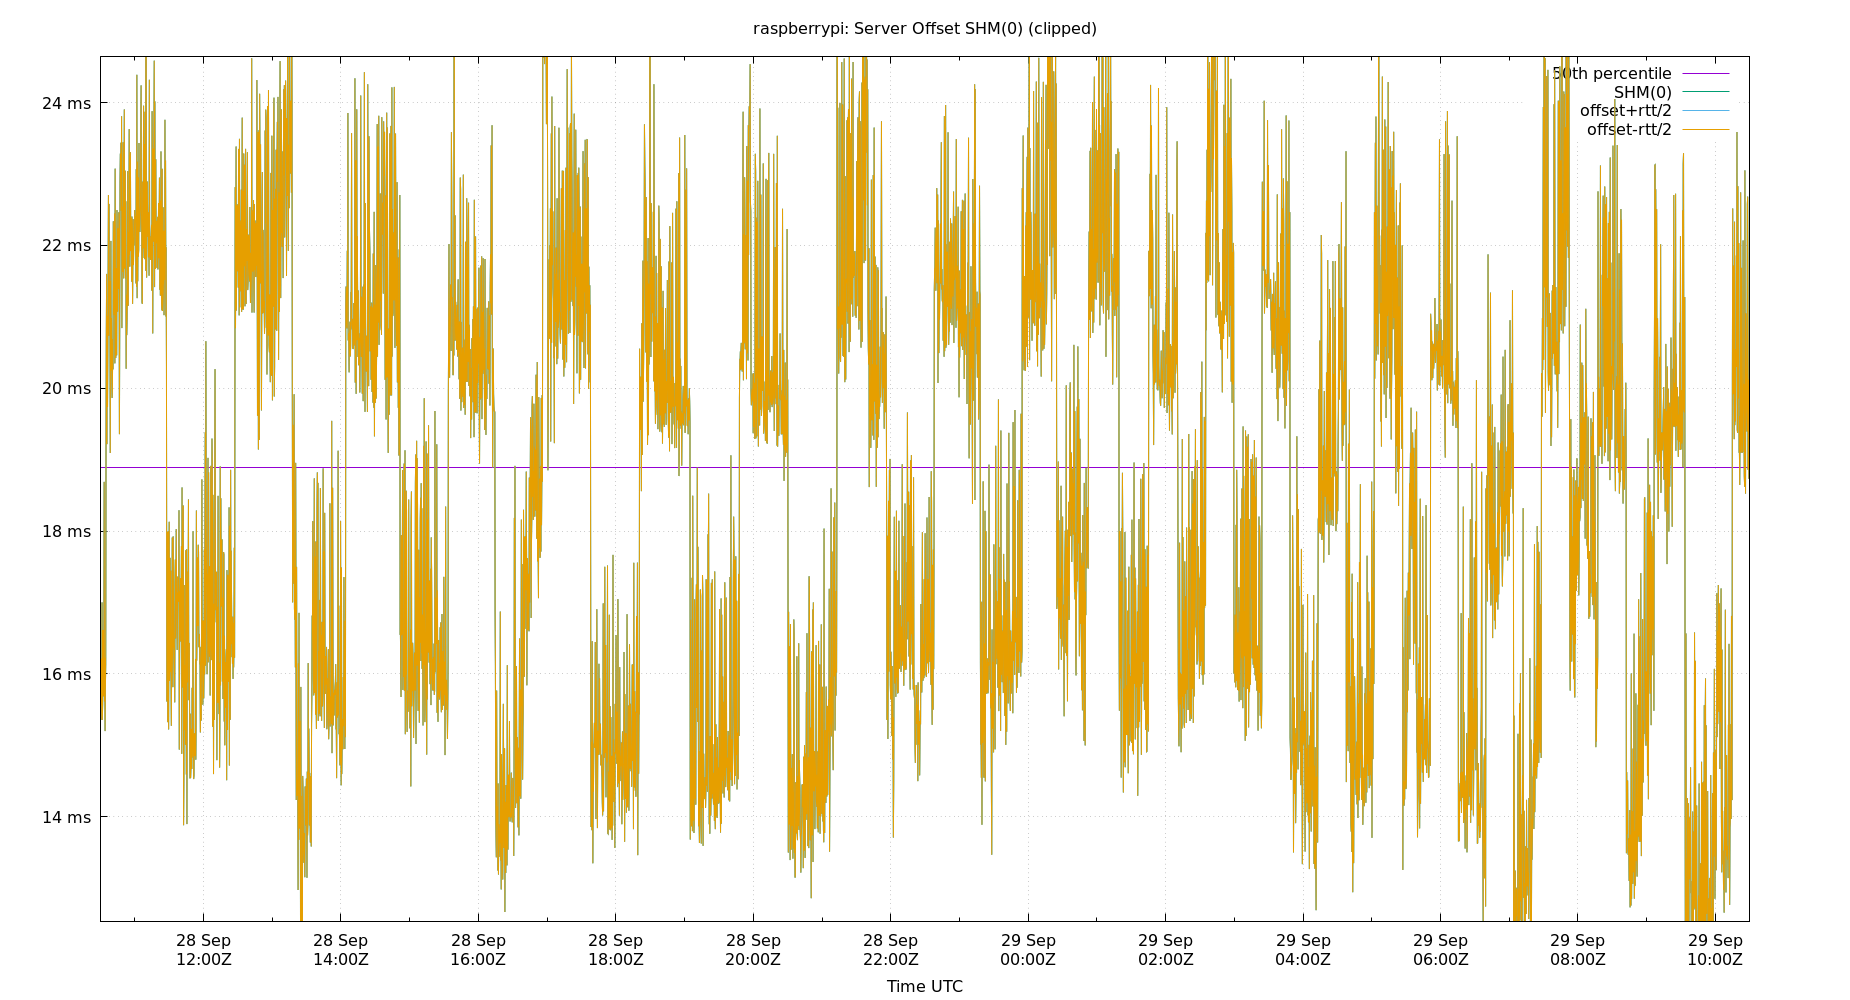 raspberrypi: Server Offset SHM(0) (clipped)
50th percentile
SHM(0)
offset+rtt/2
offset-rtt/2
24 ms
22 ms
20 ms
18 ms
16 ms
14 ms
28 Sep 28 Sep 28 Sep 28 Sep 28 Sep 28 Sep 29 Sep 29 Sep 29 Sep 29 Sep 29 Sep 29 Sep
12:00Z 14:00Z 16:00Z 18:00Z 20:00Z 22:00Z 00:00Z 02:00Z 04:00Z 06:00Z 08:00Z 10:00Z
Time UTC